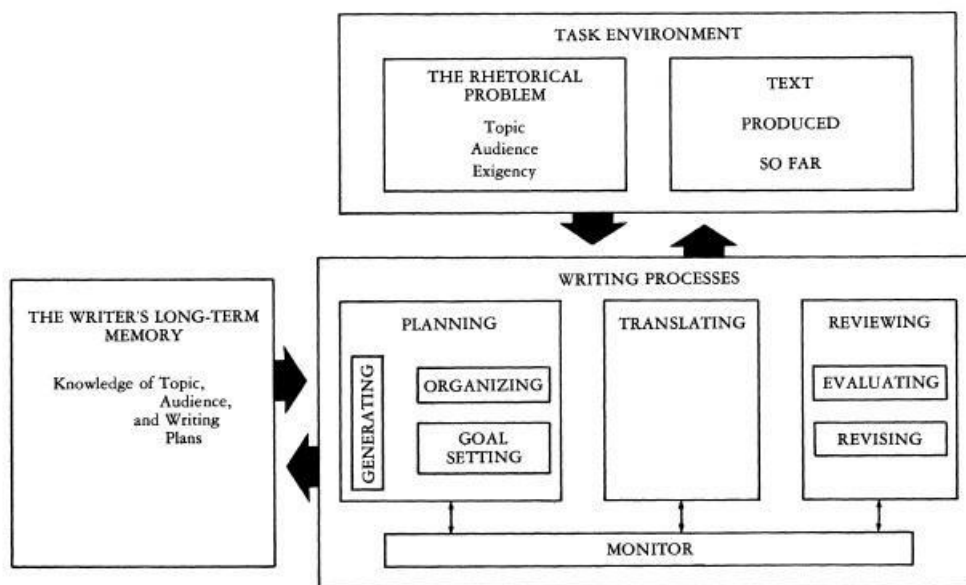 TASK ENVIRONMENT
THE RHETORICAL
PROBLEM
Topic
Audience
Exigency
TEXT
PRODUCED
SO FAR
THE WRITER'S LONG-TERM
MEMORY
Knowledge of Topic,
Audience,
and Writing
Plans
WRITING PROCESSES
PLANNING
GENERATING
ORGANIZING
GOAL
SETTING
TRANSLATING
REVIEWING
EVALUATING
REVISING
MONITOR